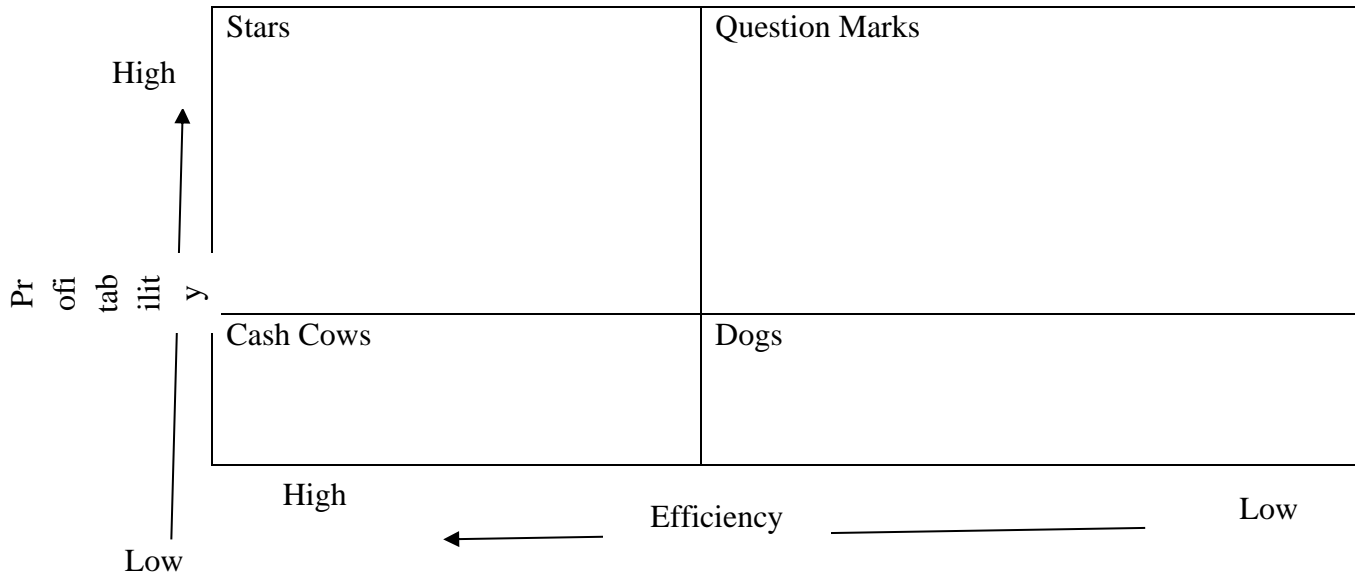 Stars
Question Marks
High
Pr
ofi
tab
ilit
y
Cash Cows
Dogs
High
Efficiency
Low
Low